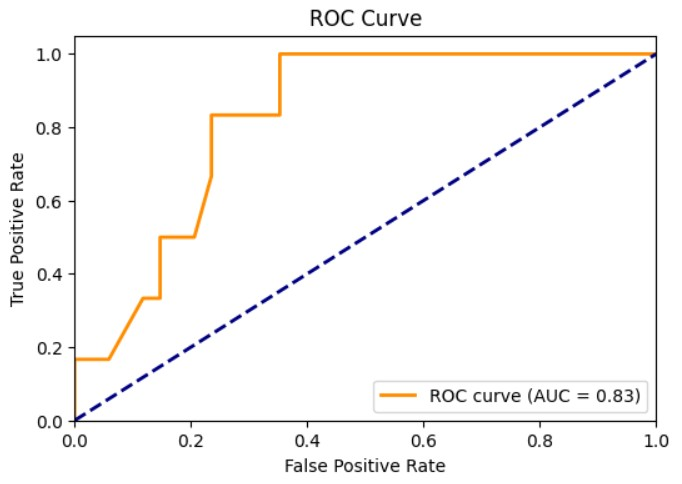 ROC Curve
True Positive Rate
1.0
0.8
0.6
0.4
0.2
0.0
0.0 0.2 0.4 0.6 0.8 1.0
False Positive Rate
ROC curve (AUC = 0.83)